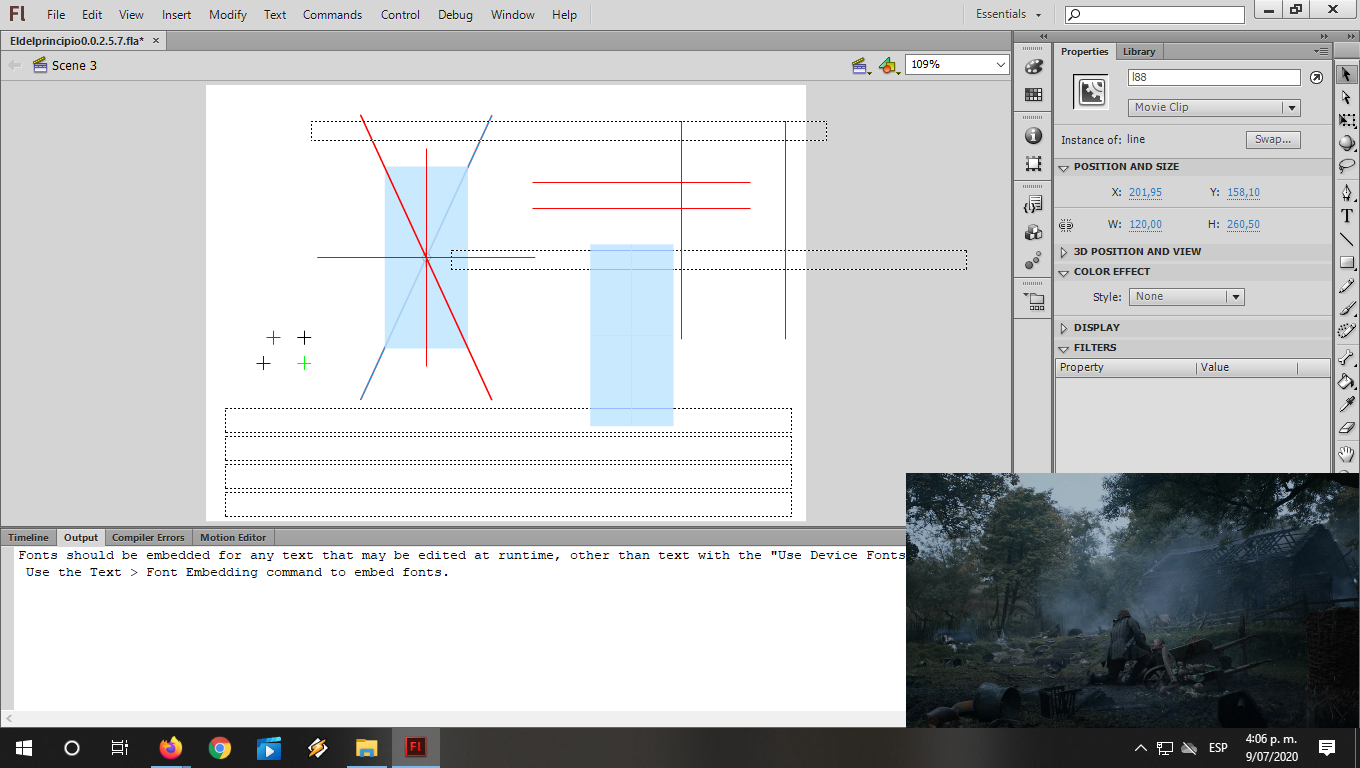 Fl File Edit View Insert Modify Text Commands Control Debug Window Help Essentials
Eldelprincipio0.0.2.5.7.fla*
Scene 3
109%
Properties Library
l88
Movie Clip
Instance of: line Swap...
POSITION AND SIZE
X: 201,95 Y: 158,10
W: 120,00 H: 260,50
3D POSITION AND VIEW
COLOR EFFECT
Style: None
DISPLAY
FILTERS
Property Value
T
Timeline Output Compiler Errors Motion Editor
Fonts should be embedded for any text that may be edited at runtime, other than text with the "Use Device Fonts
Use the Text > Font Embedding command to embed fonts.
Fl
ESP
4:06 p. m.
9/07/2020